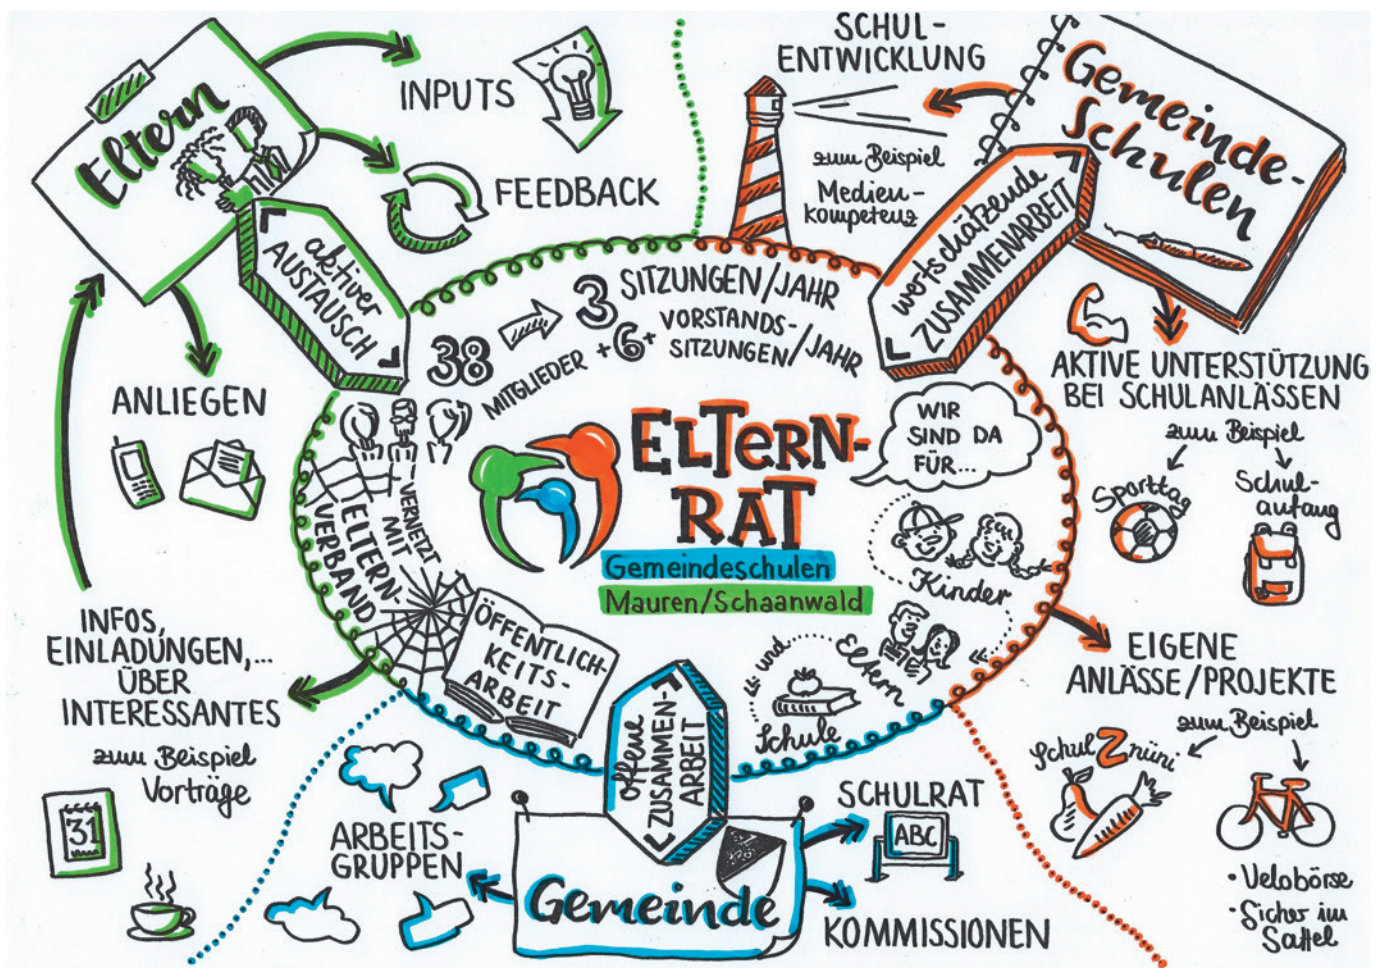 Eltern
INPUTS
FEEDBACK
aktiver
AUSTAUSCH
ANLIEGEN
INFOS,
EINLADUNGEN,...
ÜBER
INTERESSANTES
zum Beispiel
Vorträge
31
SCHUL-
ENTWICKLUNG
zum Beispiel
Medien-
kompetenz
Gemeinde-
Schulen
wertschätzende
ZUSAMMENARBEIT
AKTIVE UNTERSTÜTZUNG
BEI SCHULANLÄSSEN
zum Beispiel
Sporttag
Schul-
anfang
EIGENE
ANLÄSSE/PROJEKTE
zum Beispiel
SchulZnüni
• Velobörse
• Sicher im
Sattel
38
MITGLIEDER
3 SITZUNGEN/JAHR
+6+ VORSTANDS-
SITZUNGEN/JAHR
ELTERN-
RAT
Gemeindeschulen
Mauren/Schaanwald
WIR
SIND DA
FÜR...
Kinder
Eltern
und
Schule
VERNETZT
MIT
ELTERN-
VERBAND
ÖFFENTLICH-
KEITS-
ARBEIT
offene
ZUSAMMEN-
ARBEIT
Gemeinde
ARBEITS-
GRUPPEN
SCHULRAT
ABC
KOMMISSIONEN